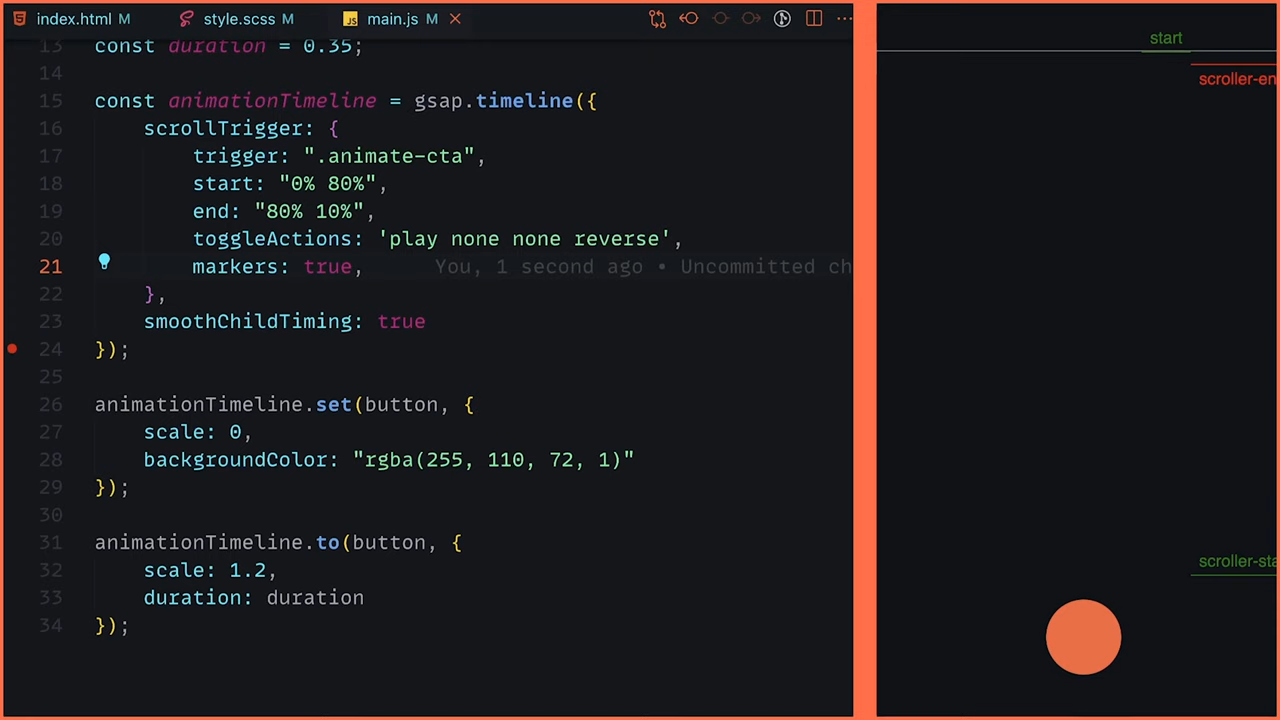 index.html M style.scss M JS main.js M
13 const duration = 0.35;
14
15 const animationTimeline = gsap.timeline({
16 scrollTrigger: {
17 trigger: ".animate-cta",
18 start: "0% 80%",
19 end: "80% 10%",
20 toggleActions: 'play none none reverse',
21 markers: true, You, 1 second ago • Uncommitted ch
22 },
23 smoothChildTiming: true
24 });
25
26 animationTimeline.set(button, {
27 scale: 0,
28 backgroundColor: "rgba(255, 110, 72, 1)"
29 });
30
31 animationTimeline.to(button, {
32 scale: 1.2,
33 duration: duration
34 });
start
scroller-en
scroller-sta